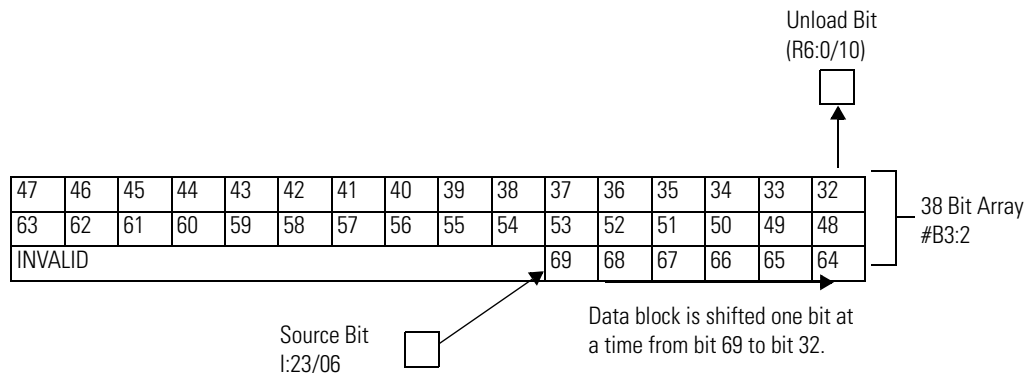 Unload Bit
(R6:0/10)
47 46 45 44 43 42 41 40 39 38 37 36 35 34 33 32
63 62 61 60 59 58 57 56 55 54 53 52 51 50 49 48
INVALID 69 68 67 66 65 64
38 Bit Array
#B3:2
Source Bit
I:23/06
Data block is shifted one bit at
a time from bit 69 to bit 32.